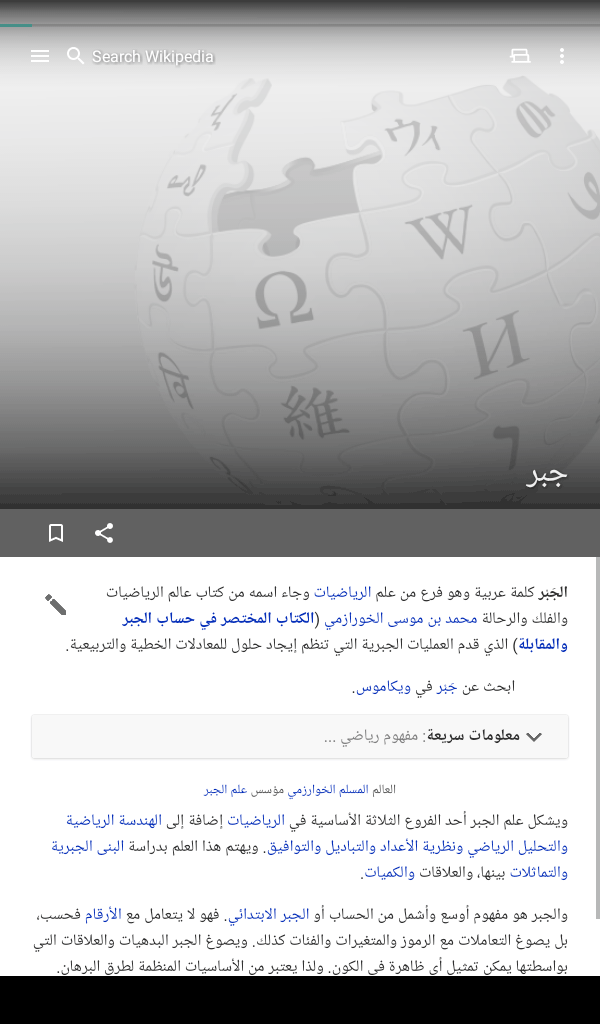 Search Wikipedia
ウィ
W
Ω
И
維
جبر
الجَبَر كلمة عربية وهو فرع من علم الرياضيات وجاء اسمه من كتاب عالم الرياضيات
والفلك والرحالة محمد بن موسى الخورازمي (الكتاب المختصر في حساب الجبر
والمقابلة) الذي قدم العمليات الجبرية التي تنظم إيجاد حلول للمعادلات الخطية والتربيعية.
ابحث عن جَبَر في ويكاموس.
معلومات سريعة: مفهوم رياضي ...
العالم المسلم الخوارزمي مؤسس علم الجبر
ويشكل علم الجبر أحد الفروع الثلاثة الأساسية في الرياضيات إضافة إلى الهندسة الرياضية
والتحليل الرياضي ونظرية الأعداد والتباديل والتوافيق. ويهتم هذا العلم بدراسة البنى الجبرية
والتماثلات بينها، والعلاقات والكميات.
والجبر هو مفهوم أوسع وأشمل من الحساب أو الجبر الابتدائي. فهو لا يتعامل مع الأرقام فحسب،
بل يصوغ التعاملات مع الرموز والمتغيرات والفئات كذلك. ويصوغ الجبر البدهيات والعلاقات التي
بواسطتها يمكن تمثيل أي ظاهرة في الكون. ولذا يعتبر من الأساسيات المنظمة لطرق البرهان.